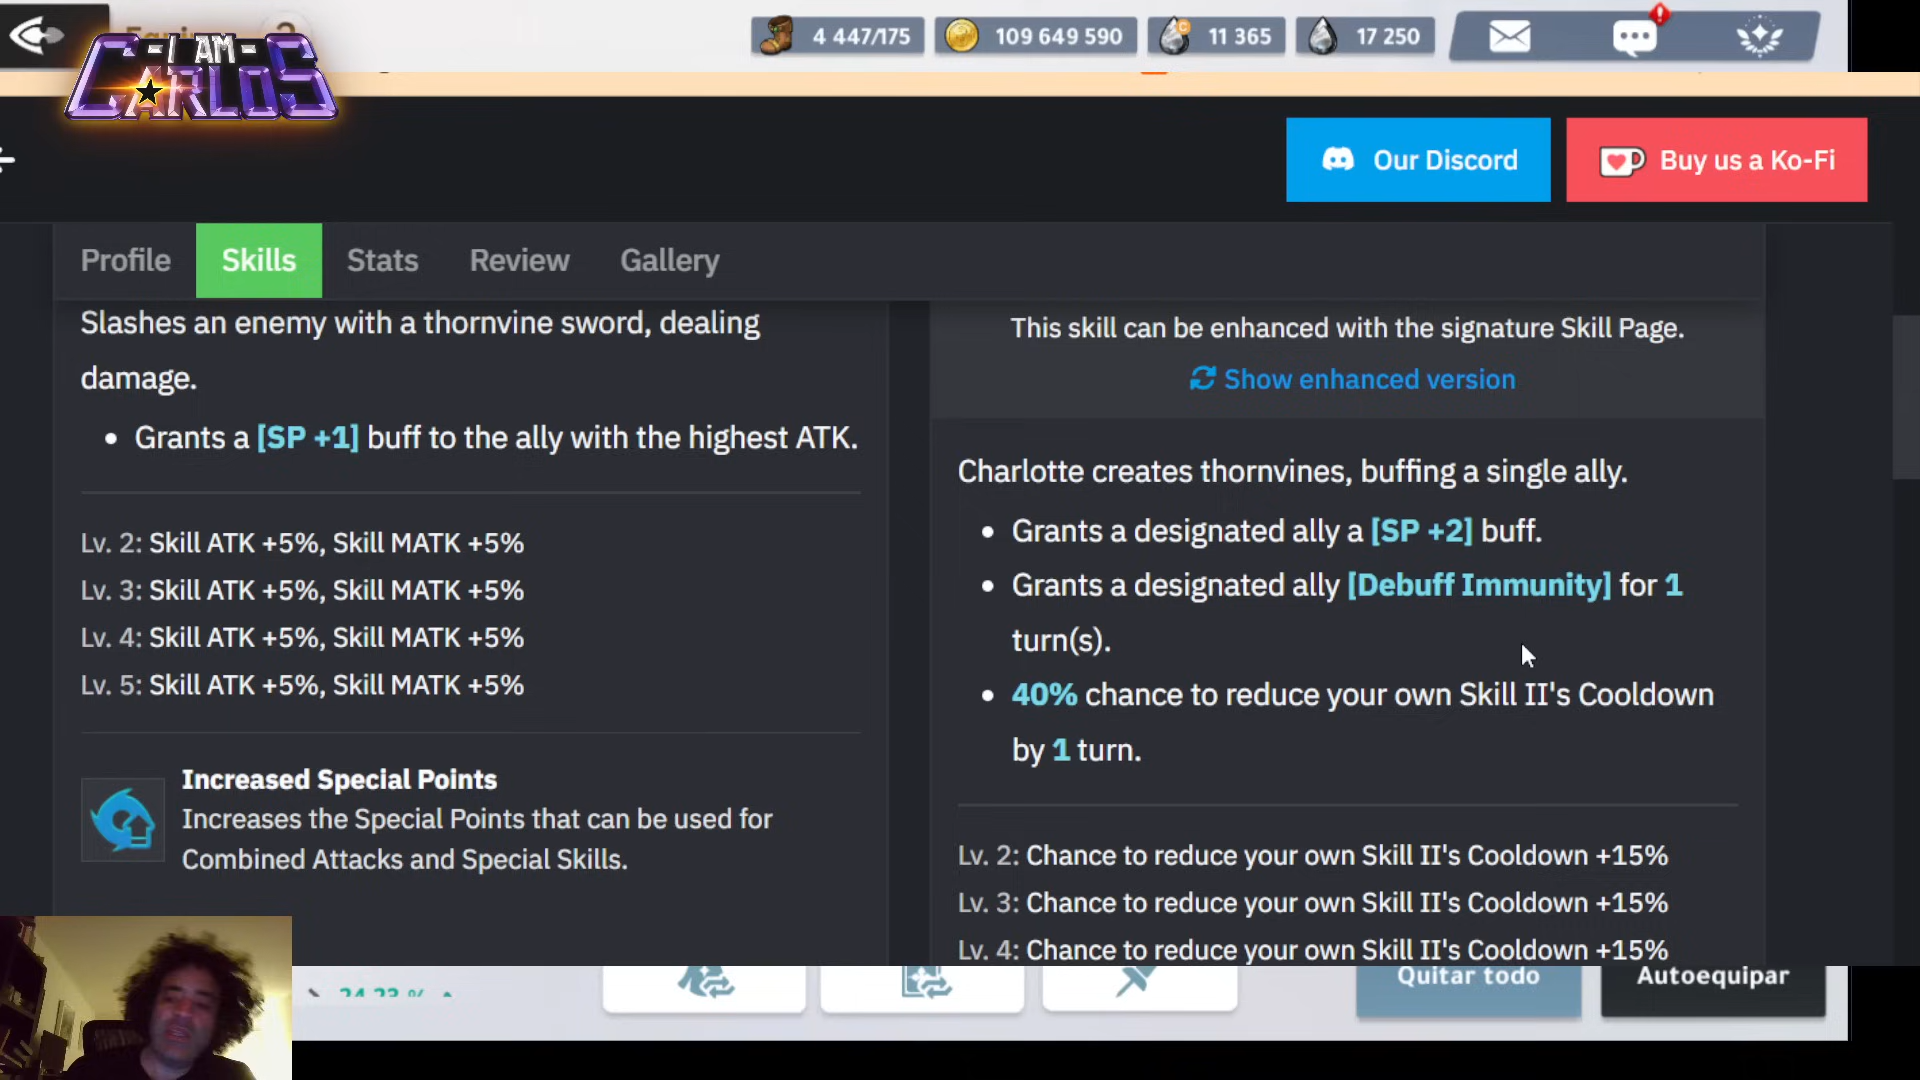 - I AM -
CARLOS
4 447/175
109 649 590
11 365
17 250
Our Discord
Buy us a Ko-Fi
Profile
Skills
Stats
Review
Gallery
Slashes an enemy with a thornvine sword, dealing
damage.
• Grants a [SP +1] buff to the ally with the highest ATK.
Lv. 2: Skill ATK +5%, Skill MATK +5%
Lv. 3: Skill ATK +5%, Skill MATK +5%
Lv. 4: Skill ATK +5%, Skill MATK +5%
Lv. 5: Skill ATK +5%, Skill MATK +5%
Increased Special Points
Increases the Special Points that can be used for
Combined Attacks and Special Skills.
This skill can be enhanced with the signature Skill Page.
Show enhanced version
Charlotte creates thornvines, buffing a single ally.
• Grants a designated ally a [SP +2] buff.
• Grants a designated ally [Debuff Immunity] for 1
turn(s).
• 40% chance to reduce your own Skill II's Cooldown
by 1 turn.
Lv. 2: Chance to reduce your own Skill II's Cooldown +15%
Lv. 3: Chance to reduce your own Skill II's Cooldown +15%
Lv. 4: Chance to reduce your own Skill II's Cooldown +15%
Quitar todo
Autoequipar